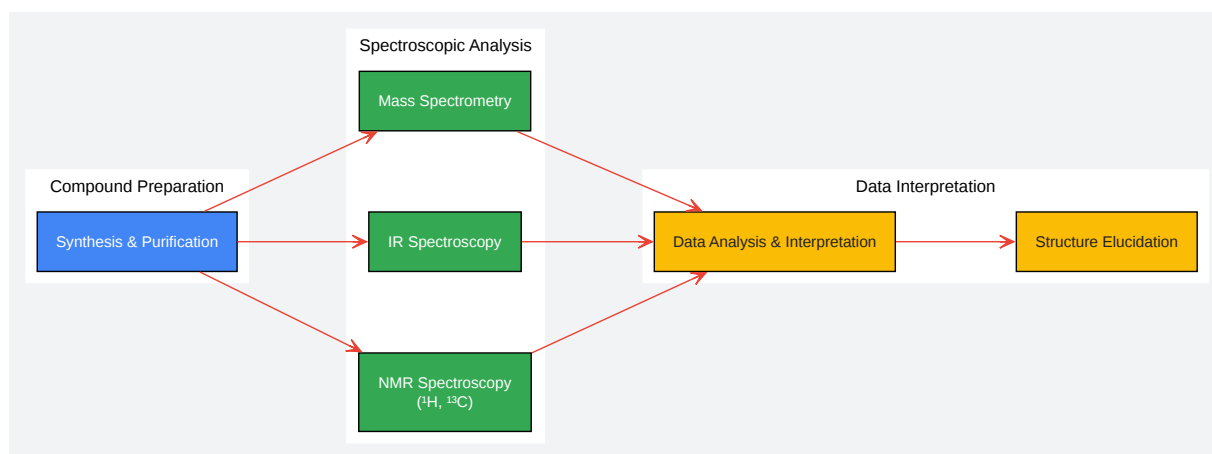 Compound Preparation
Synthesis & Purification
Spectroscopic Analysis
Mass Spectrometry
IR Spectroscopy
NMR Spectroscopy
(¹H, ¹³C)
Data Interpretation
Data Analysis & Interpretation
Structure Elucidation